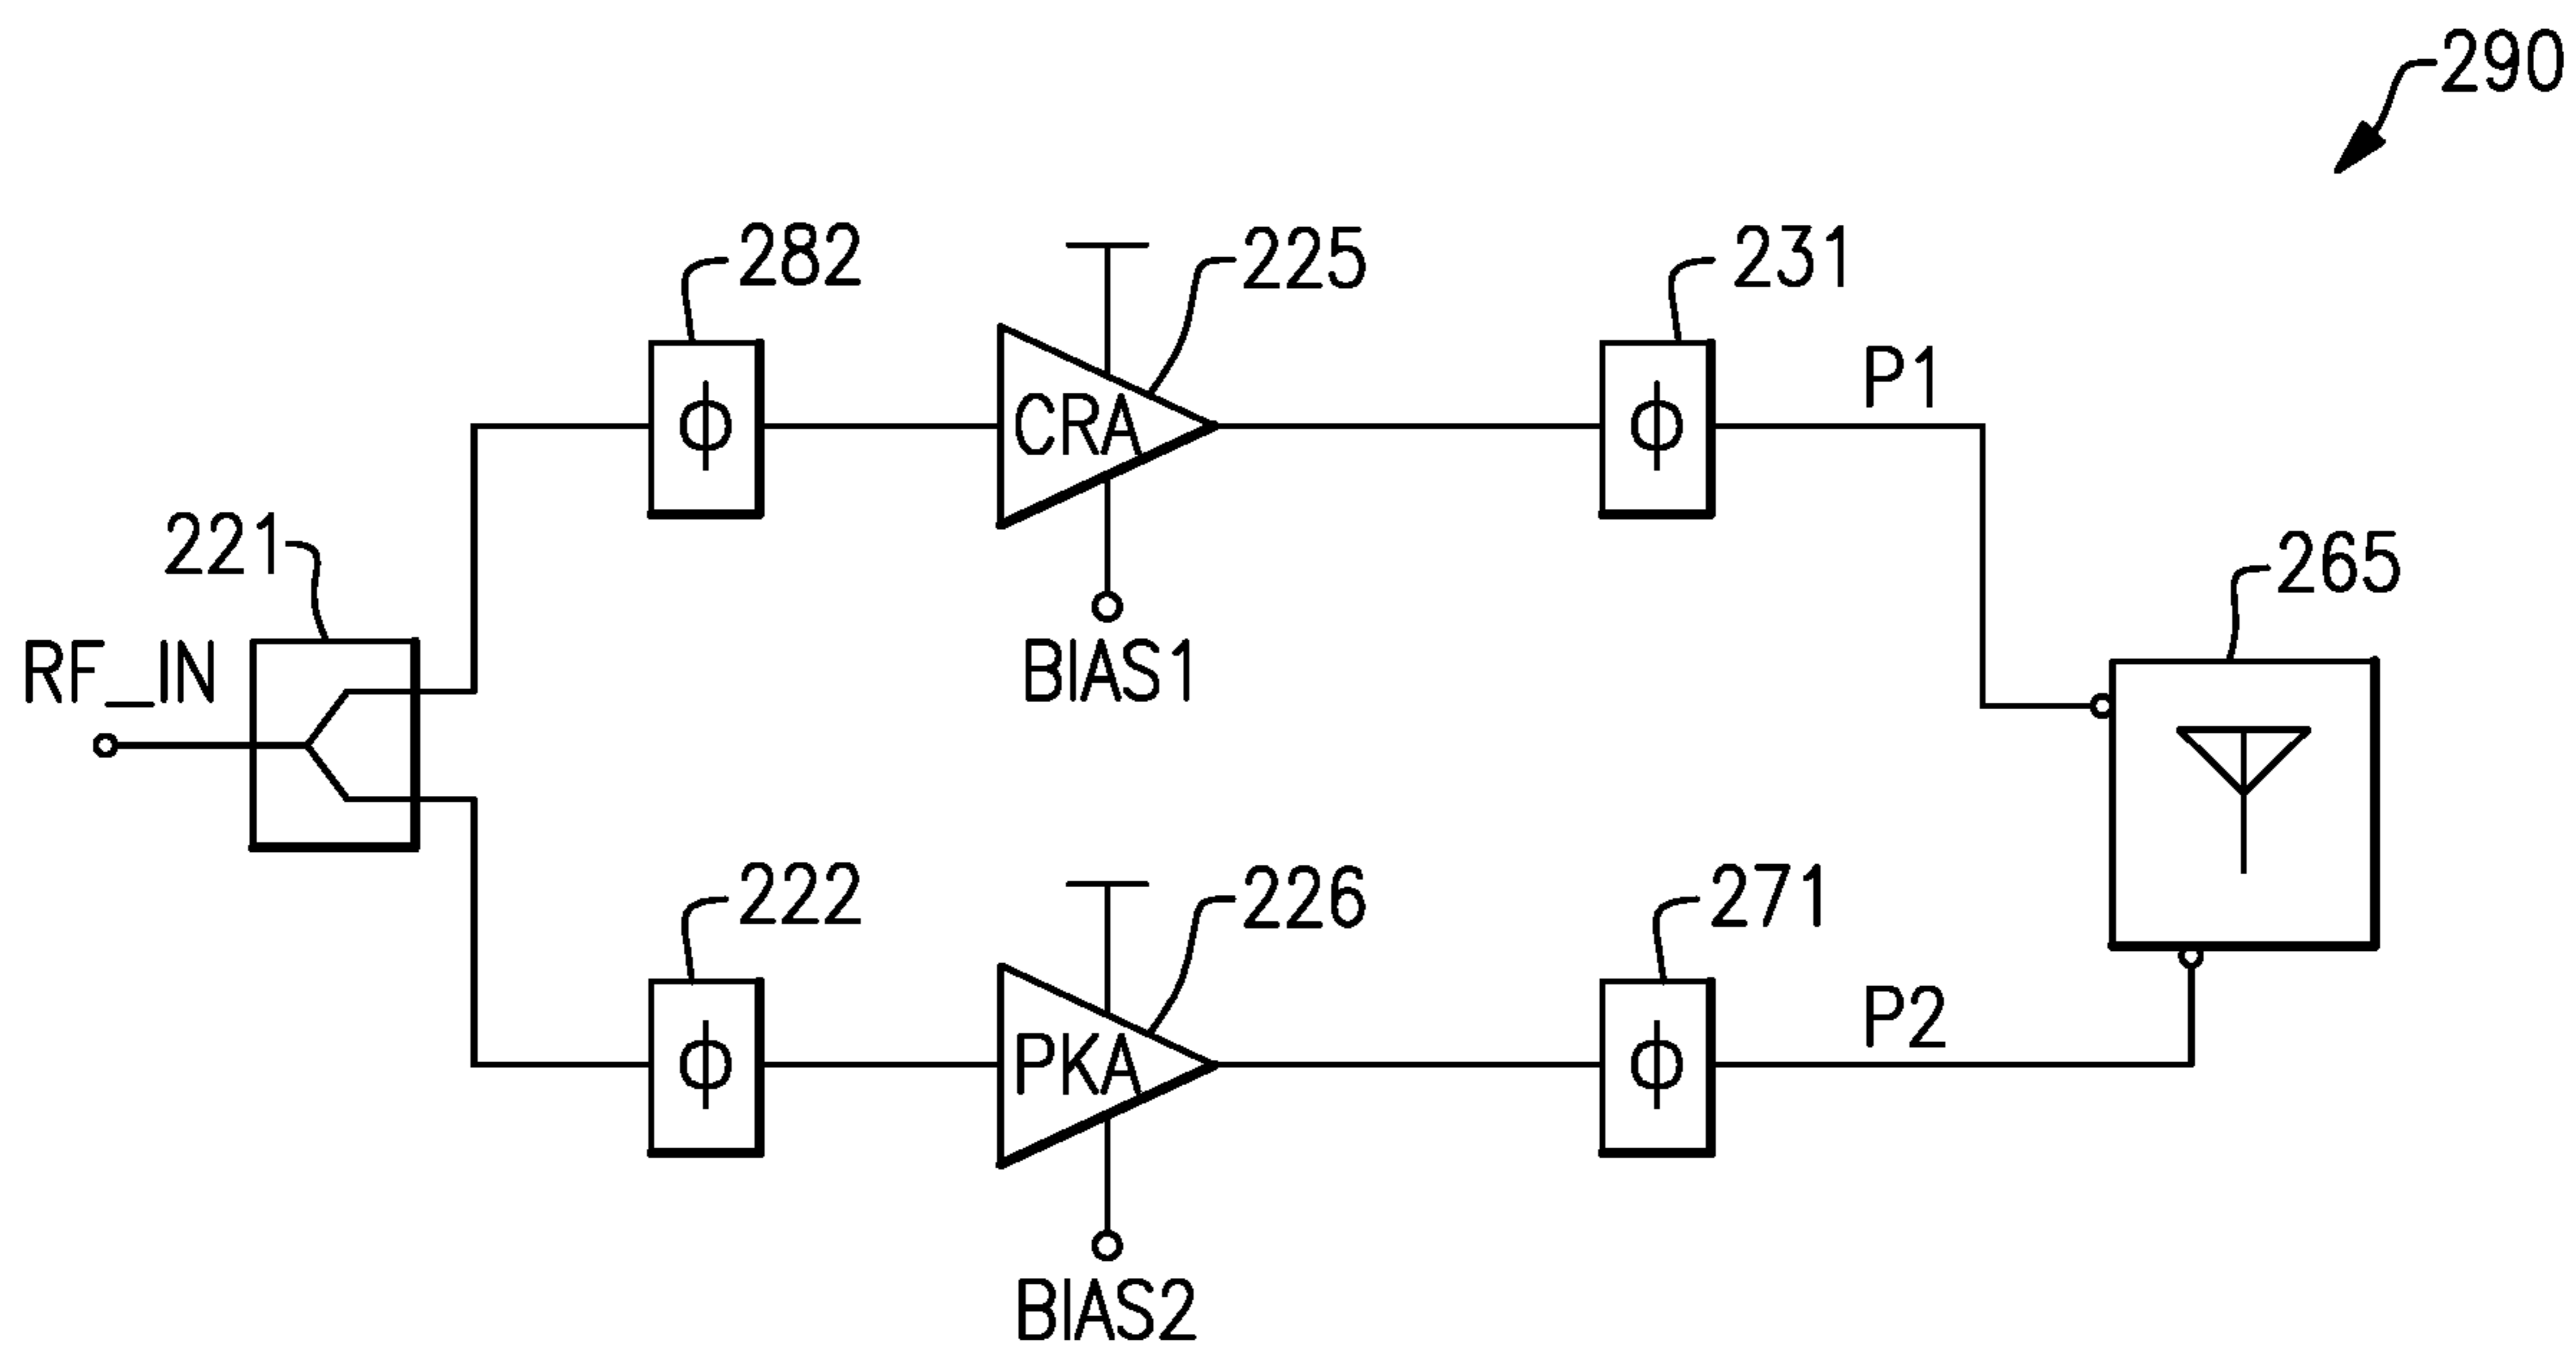 290
282
225
231
CRA
ϕ
ϕ
P1
221
RF_IN
BIAS1
265
222
226
271
PKA
ϕ
ϕ
P2
BIAS2